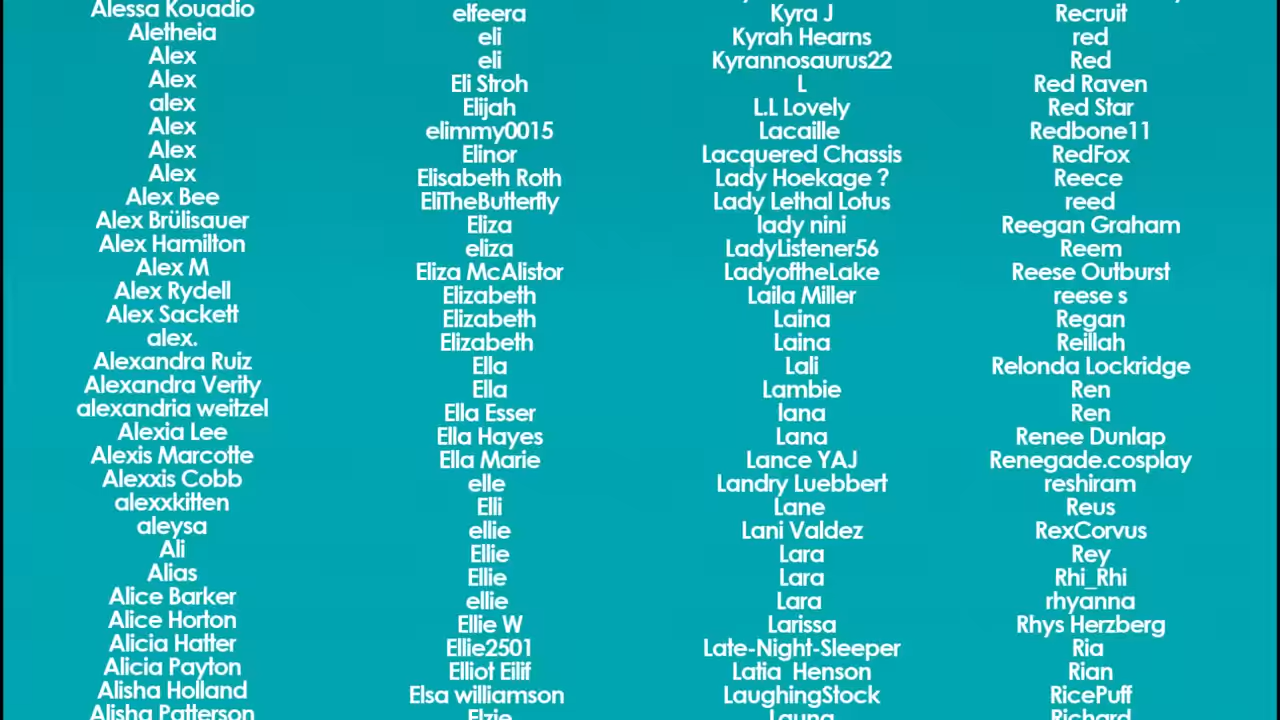 Alessa Kouadio
Aletheia
Alex
Alex
alex
Alex
Alex
Alex
Alex Bee
Alex Brülisauer
Alex Hamilton
Alex M
Alex Rydell
Alex Sackett
alex.
Alexandra Ruiz
Alexandra Verity
alexandria weitzel
Alexia Lee
Alexis Marcotte
Alexxis Cobb
alexxkitten
aleysa
Ali
Alias
Alice Barker
Alice Horton
Alicia Hatter
Alicia Payton
Alisha Holland
Alisha Patterson
elfeera
eli
eli
Eli Stroh
Elijah
elimmy0015
Elinor
Elisabeth Roth
EliTheButterfly
Eliza
eliza
Eliza McAlistor
Elizabeth
Elizabeth
Elizabeth
Ella
Ella
Ella Esser
Ella Hayes
Ella Marie
elle
Elli
ellie
Ellie
Ellie
ellie
Ellie W
Ellie2501
Elliot Eilif
Elsa williamson
Elzie
Kyra J
Kyrah Hearns
Kyrannosaurus22
L
L.L Lovely
Lacaille
Lacquered Chassis
Lady Hoekage ?
Lady Lethal Lotus
lady nini
LadyListener56
LadyoftheLake
Laila Miller
Laina
Laina
Lali
Lambie
lana
Lana
Lance YAJ
Landry Luebbert
Lane
Lani Valdez
Lara
Lara
Lara
Larissa
Late-Night-Sleeper
Latia  Henson
LaughingStock
Launa
Recruit
red
Red
Red Raven
Red Star
Redbone11
RedFox
Reece
reed
Reegan Graham
Reem
Reese Outburst
reese s
Regan
Reillah
Relonda Lockridge
Ren
Ren
Renee Dunlap
Renegade.cosplay
reshiram
Reus
RexCorvus
Rey
Rhi_Rhi
rhyanna
Rhys Herzberg
Ria
Rian
RicePuff
Richard